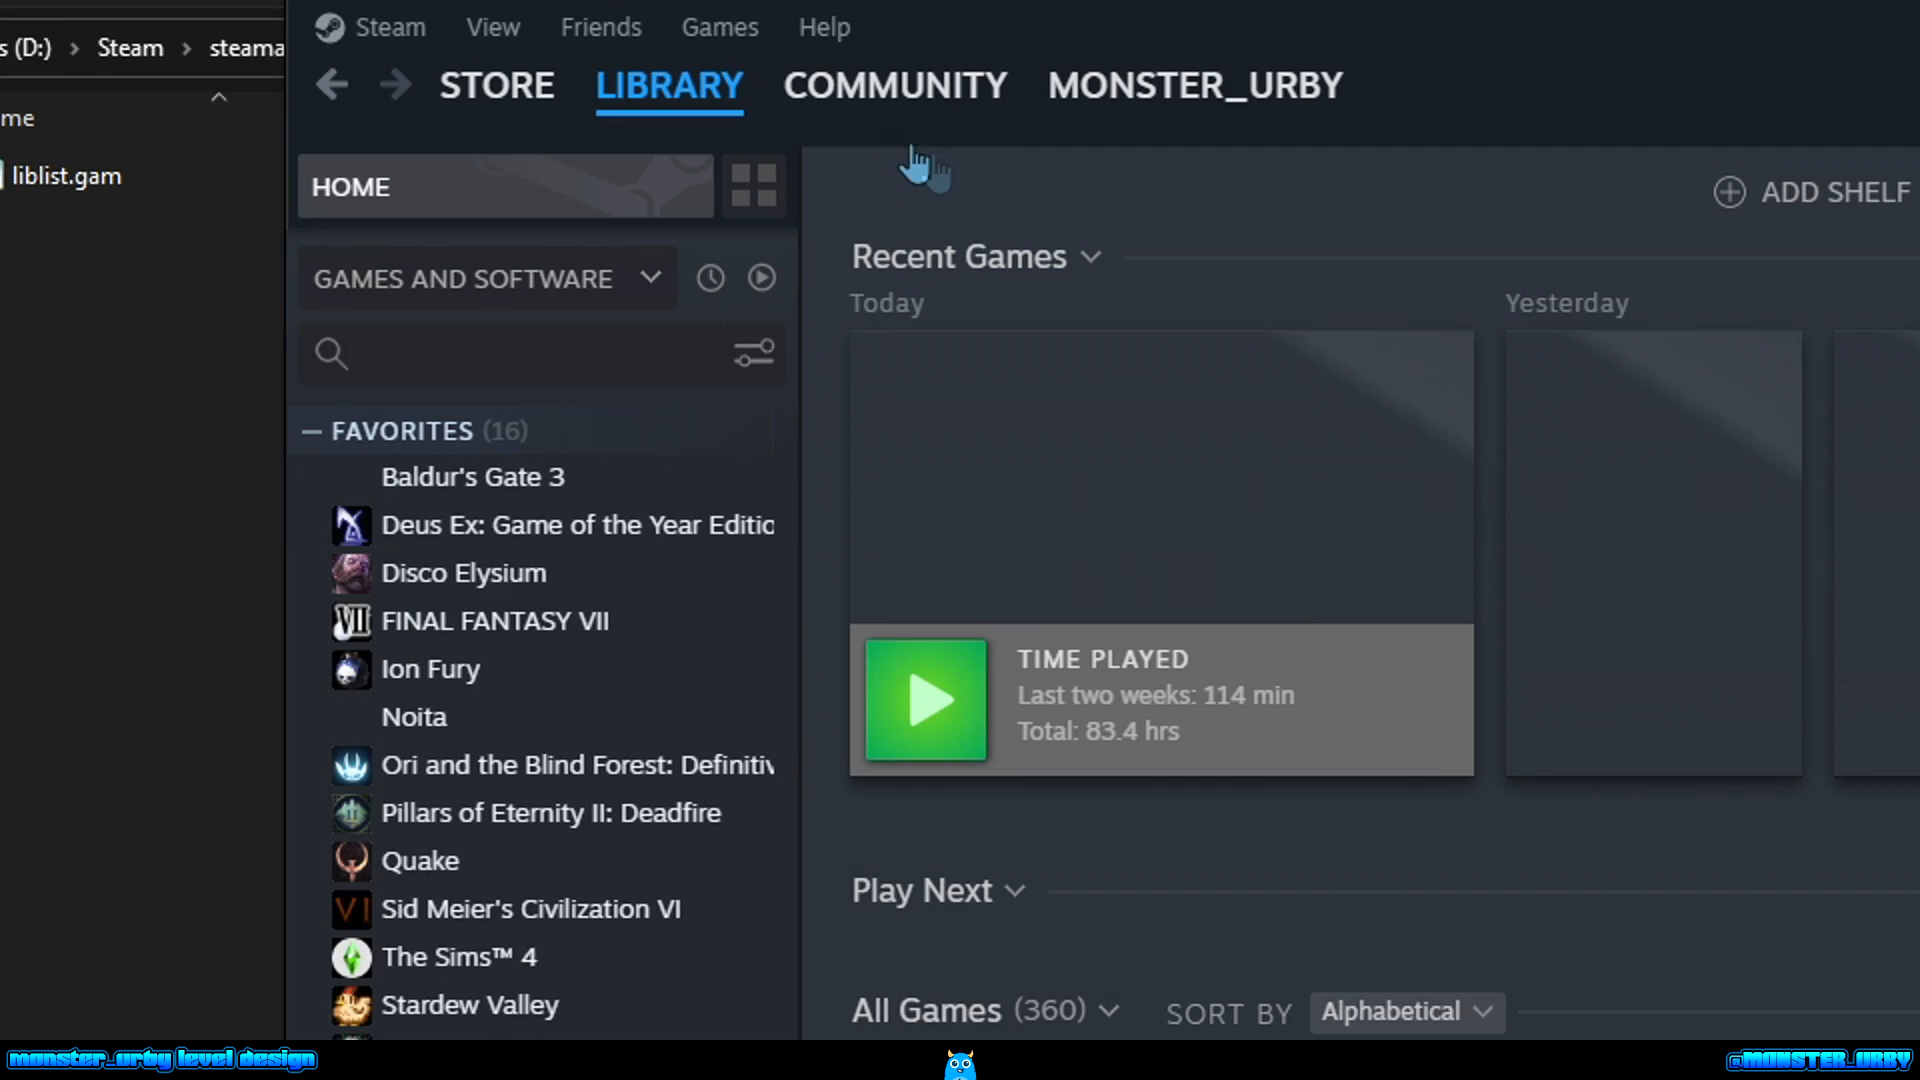 s (D:) > Steam > steama
me
liblist.gam
Steam View Friends Games Help
STORE LIBRARY COMMUNITY MONSTER_URBY
HOME
ADD SHELF
GAMES AND SOFTWARE
FAVORITES (16)
Baldur's Gate 3
Deus Ex: Game of the Year Editio
Disco Elysium
FINAL FANTASY VII
Ion Fury
Noita
Ori and the Blind Forest: Definitiv
Pillars of Eternity II: Deadfire
Quake
Sid Meier's Civilization VI
The Sims™ 4
Stardew Valley
Recent Games
Today
Yesterday
TIME PLAYED
Last two weeks: 114 min
Total: 83.4 hrs
Play Next
All Games (360) SORT BY Alphabetical
monster_urby level design
@MONSTER_URBY